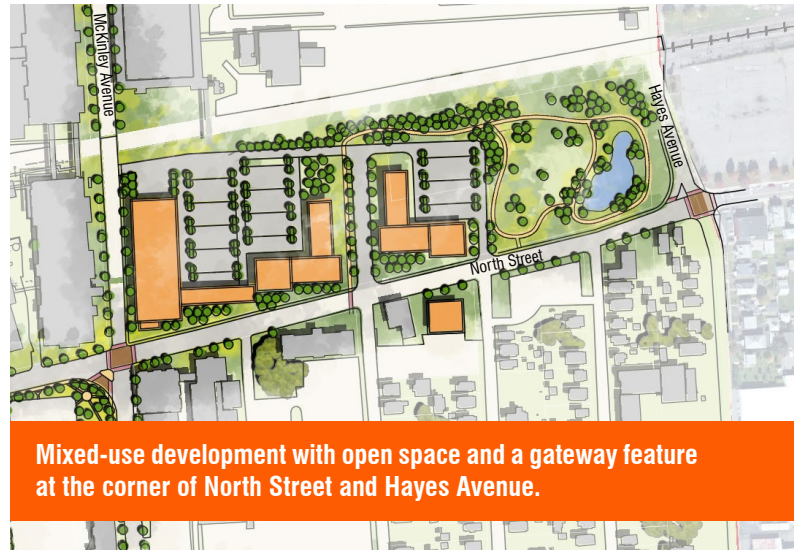 McKinley Avenue
Hayes Avenue
North Street
Mixed-use development with open space and a gateway feature
at the corner of North Street and Hayes Avenue.